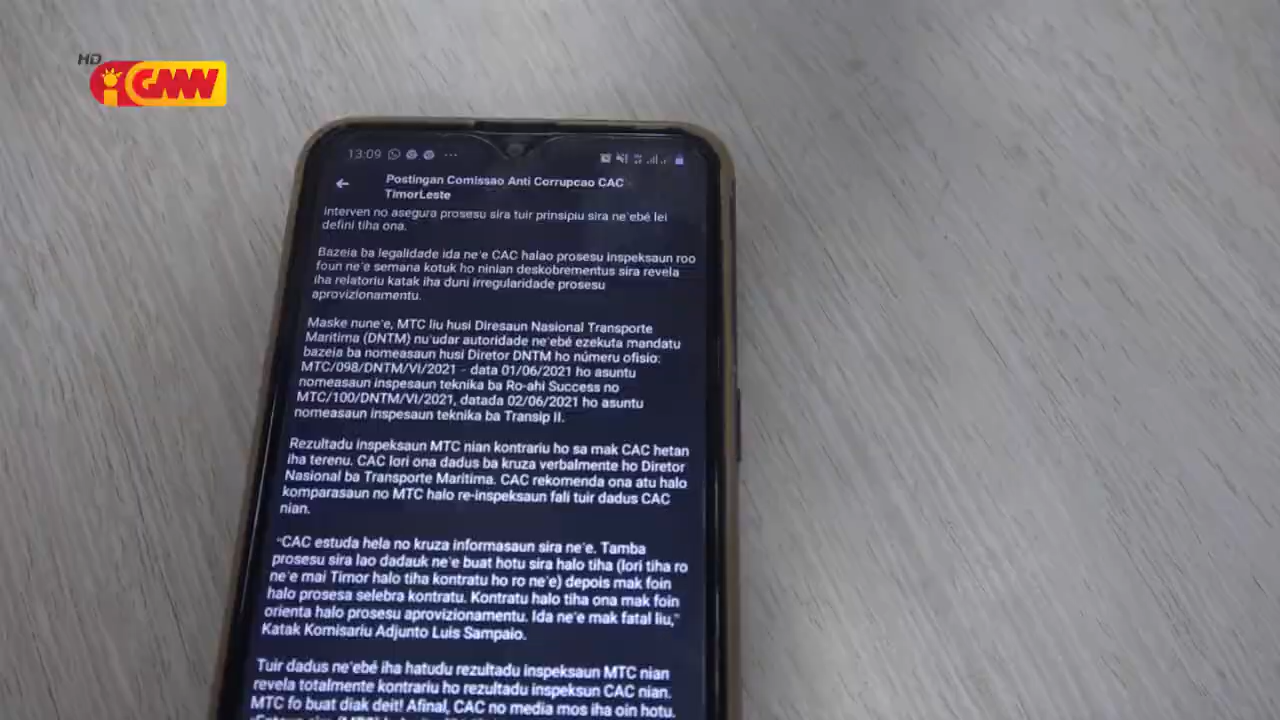 HD
GMN
13:09
Postingan Comissao Anti Corrupcao CAC
TimorLeste
interven no asegura prosesu sira tuir prinsipiu sira ne'ebé lei
defini tiha ona.
Bazeia ba legalidade ida ne'e CAC halao prosesu inspeksaun roo
foun ne'e semana kotuk ho ninian deskobrementus sira revela
iha relatoriu katak iha duni irregularidade prosesu
aprovizionamentu.
Maske nune'e, MTC liu husi Diresaun Nasional Transporte
Maritima (DNTM) nu'udar autoridade ne'ebé ezekuta mandatu
bazeia ba nomeasaun husi Diretor DNTM ho númeru ofisio:
MTC/098/DNTM/VI/2021 - data 01/06/2021 ho asuntu
nomeasaun inspesaun teknika ba Ro-ahi Success no
MTC/100/DNTM/VI/2021, datada 02/06/2021 ho asuntu
nomeasaun inspesaun teknika ba Transip II.
Rezultadu inspeksaun MTC nian kontrariu ho sa mak CAC hetan
iha terenu. CAC lori ona dadus ba kruza verbalmente ho Diretor
Nasional ba Transporte Maritima. CAC rekomenda ona atu halo
komparasaun no MTC halo re-inspeksaun fali tuir dadus CAC
nian.
“CAC estuda hela no kruza informasaun sira ne'e. Tamba
prosesu sira lao dadauk ne'e buat hotu sira halo tiha (lori tiha ro
ne'e mai Timor halo tiha kontratu ho ro ne'e) depois mak foin
halo prosesa selebra kontratu. Kontratu halo tiha ona mak foin
orienta halo prosesu aprovizionamentu. Ida ne'e mak fatal liu,”
Katak Komisariu Adjunto Luis Sampaio.
Tuir dadus ne'ebé iha hatudu rezultadu inspeksaun MTC nian
revela totalmente kontrariu ho rezultadu inspeksun CAC nian.
MTC fo buat diak deit! Afinal, CAC no media mos iha oin hotu.